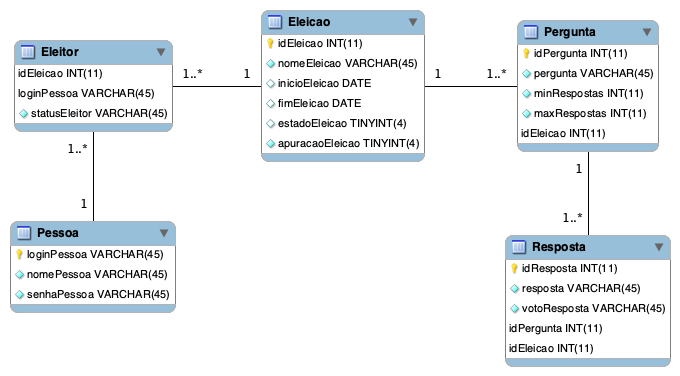 Eleitor
idEleicao INT(11)
loginPessoa VARCHAR(45)
statusEleitor VARCHAR(45)
1..*
1
Eleicao
idEleicao INT(11)
nomeEleicao VARCHAR(45)
inicioEleicao DATE
fimEleicao DATE
estadoEleicao TINYINT(4)
apuracaoEleicao TINYINT(4)
1
1..*
Pergunta
idPergunta INT(11)
pergunta VARCHAR(45)
minRespostas INT(11)
maxRespostas INT(11)
idEleicao INT(11)
1..*
1
Pessoa
loginPessoa VARCHAR(45)
nomePessoa VARCHAR(45)
senhaPessoa VARCHAR(45)
1
1..*
Resposta
idResposta INT(11)
resposta VARCHAR(45)
votoResposta VARCHAR(45)
idPergunta INT(11)
idEleicao INT(11)